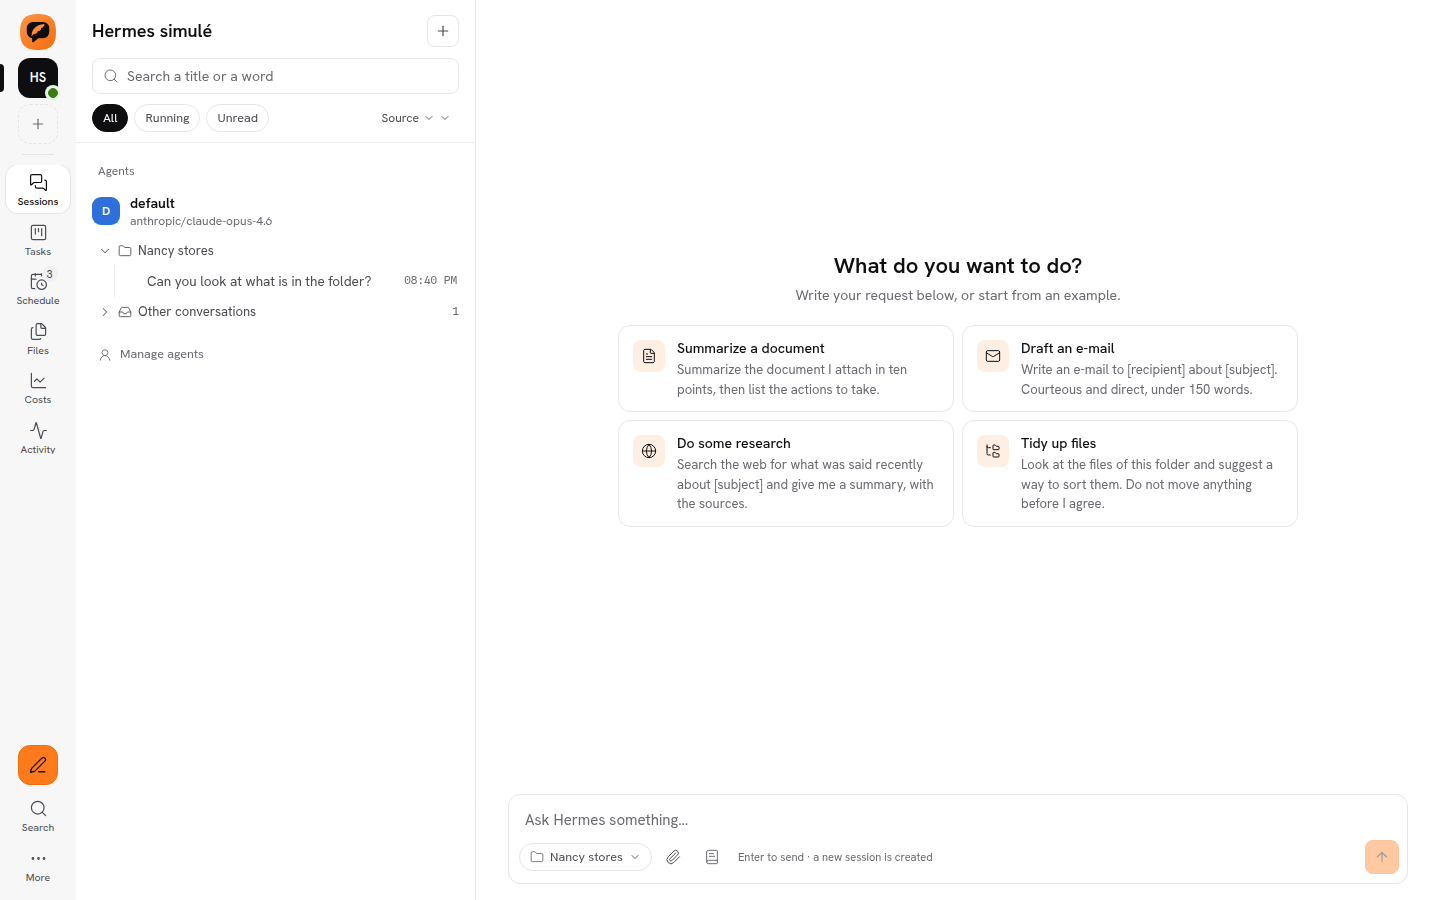 HS
Sessions
Tasks
3
Schedule
Files
Costs
Activity
Search
More
Hermes simulé
Search a title or a word
All
Running
Unread
Source
Agents
D
default
anthropic/claude-opus-4.6
Nancy stores
Can you look at what is in the folder?
08:40 PM
Other conversations
1
Manage agents
What do you want to do?
Write your request below, or start from an example.
Summarize a document
Summarize the document I attach in ten
points, then list the actions to take.
Draft an e-mail
Write an e-mail to [recipient] about [subject].
Courteous and direct, under 150 words.
Do some research
Search the web for what was said recently
about [subject] and give me a summary, with
the sources.
Tidy up files
Look at the files of this folder and suggest a
way to sort them. Do not move anything
before I agree.
Ask Hermes something…
Nancy stores
Enter to send · a new session is created